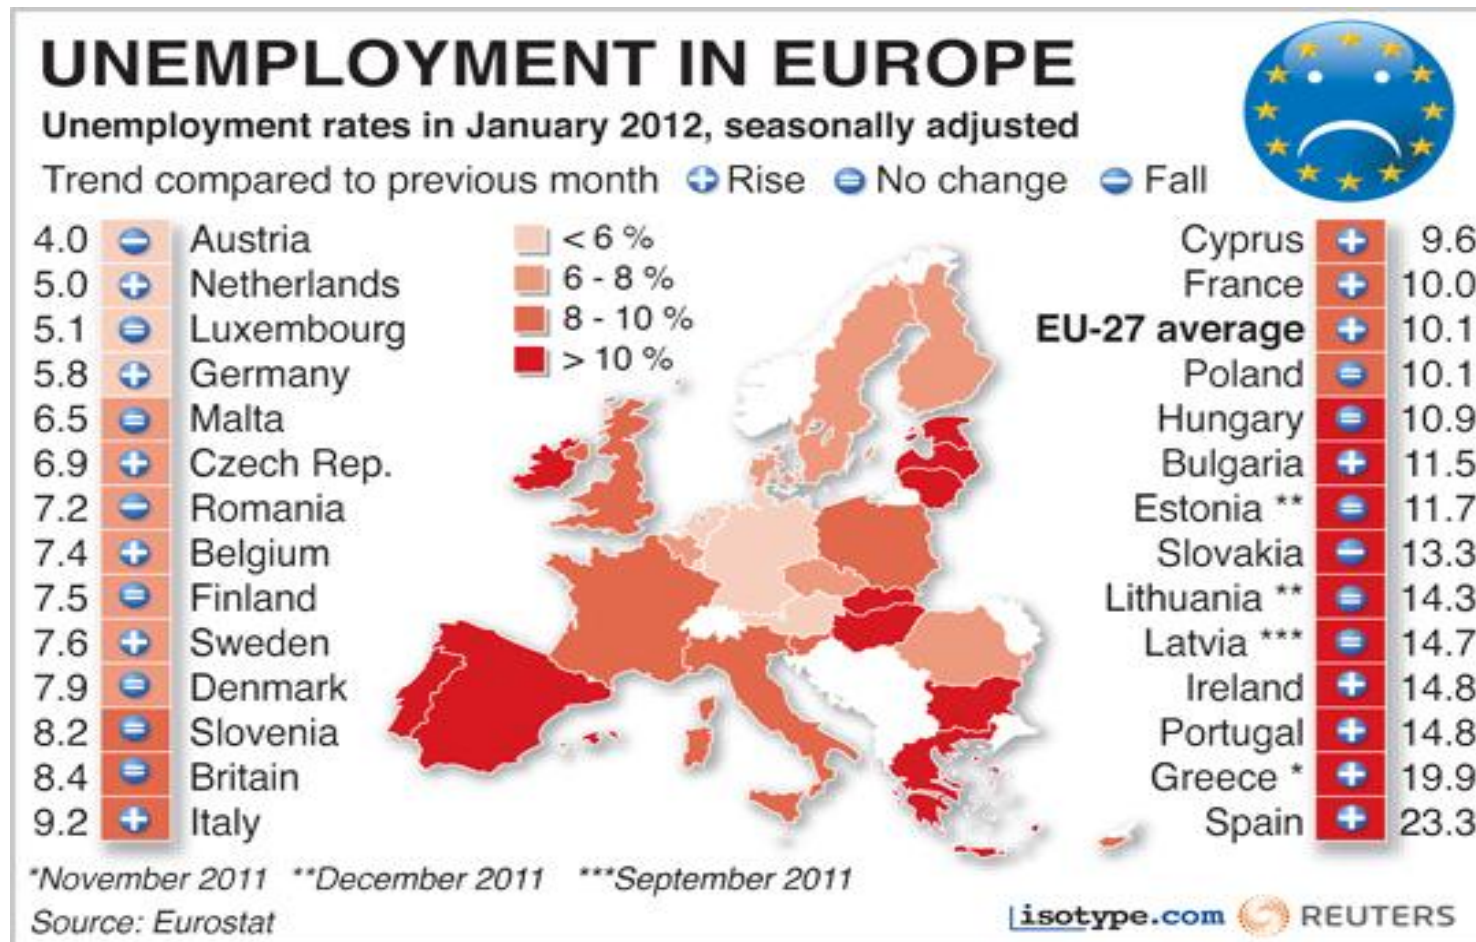 UNEMPLOYMENT IN EUROPE
Unemployment rates in January 2012, seasonally adjusted
Trend compared to previous month + Rise = No change − Fall
4.0 − Austria
5.0 + Netherlands
5.1 = Luxembourg
5.8 + Germany
6.5 = Malta
6.9 + Czech Rep.
7.2 − Romania
7.4 + Belgium
7.5 = Finland
7.6 + Sweden
7.9 = Denmark
8.2 = Slovenia
8.4 = Britain
9.2 + Italy
< 6 %
6 - 8 %
8 - 10 %
> 10 %
Cyprus + 9.6
France + 10.0
EU-27 average + 10.1
Poland = 10.1
Hungary = 10.9
Bulgaria + 11.5
Estonia ** = 11.7
Slovakia − 13.3
Lithuania ** = 14.3
Latvia *** = 14.7
Ireland + 14.8
Portugal + 14.8
Greece * + 19.9
Spain + 23.3
*November 2011 **December 2011 ***September 2011
Source: Eurostat
isotype.com REUTERS